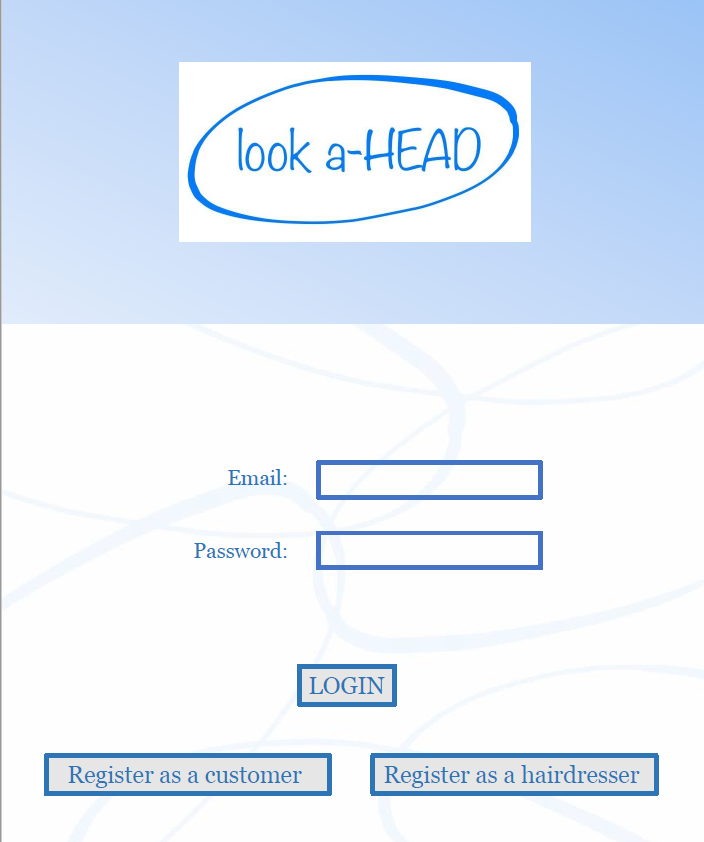 look a-HEAD
Email:
Password:
LOGIN
Register as a customer
Register as a hairdresser